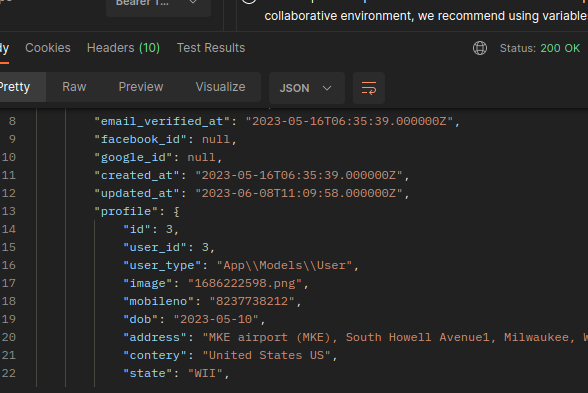 Bearer T...
collaborative environment, we recommend using variable
Cookies Headers (10) Test Results Status: 200 OK
Pretty Raw Preview Visualize JSON
8 "email_verified_at": "2023-05-16T06:35:39.000000Z",
9 "facebook_id": null,
10 "google_id": null,
11 "created_at": "2023-05-16T06:35:39.000000Z",
12 "updated_at": "2023-06-08T11:09:58.000000Z",
13 "profile": {
14 "id": 3,
15 "user_id": 3,
16 "user_type": "App\\Models\\User",
17 "image": "1686222598.png",
18 "mobileno": "8237738212",
19 "dob": "2023-05-10",
20 "address": "MKE airport (MKE), South Howell Avenue1, Milwaukee, W
21 "contery": "United States US",
22 "state": "WII",